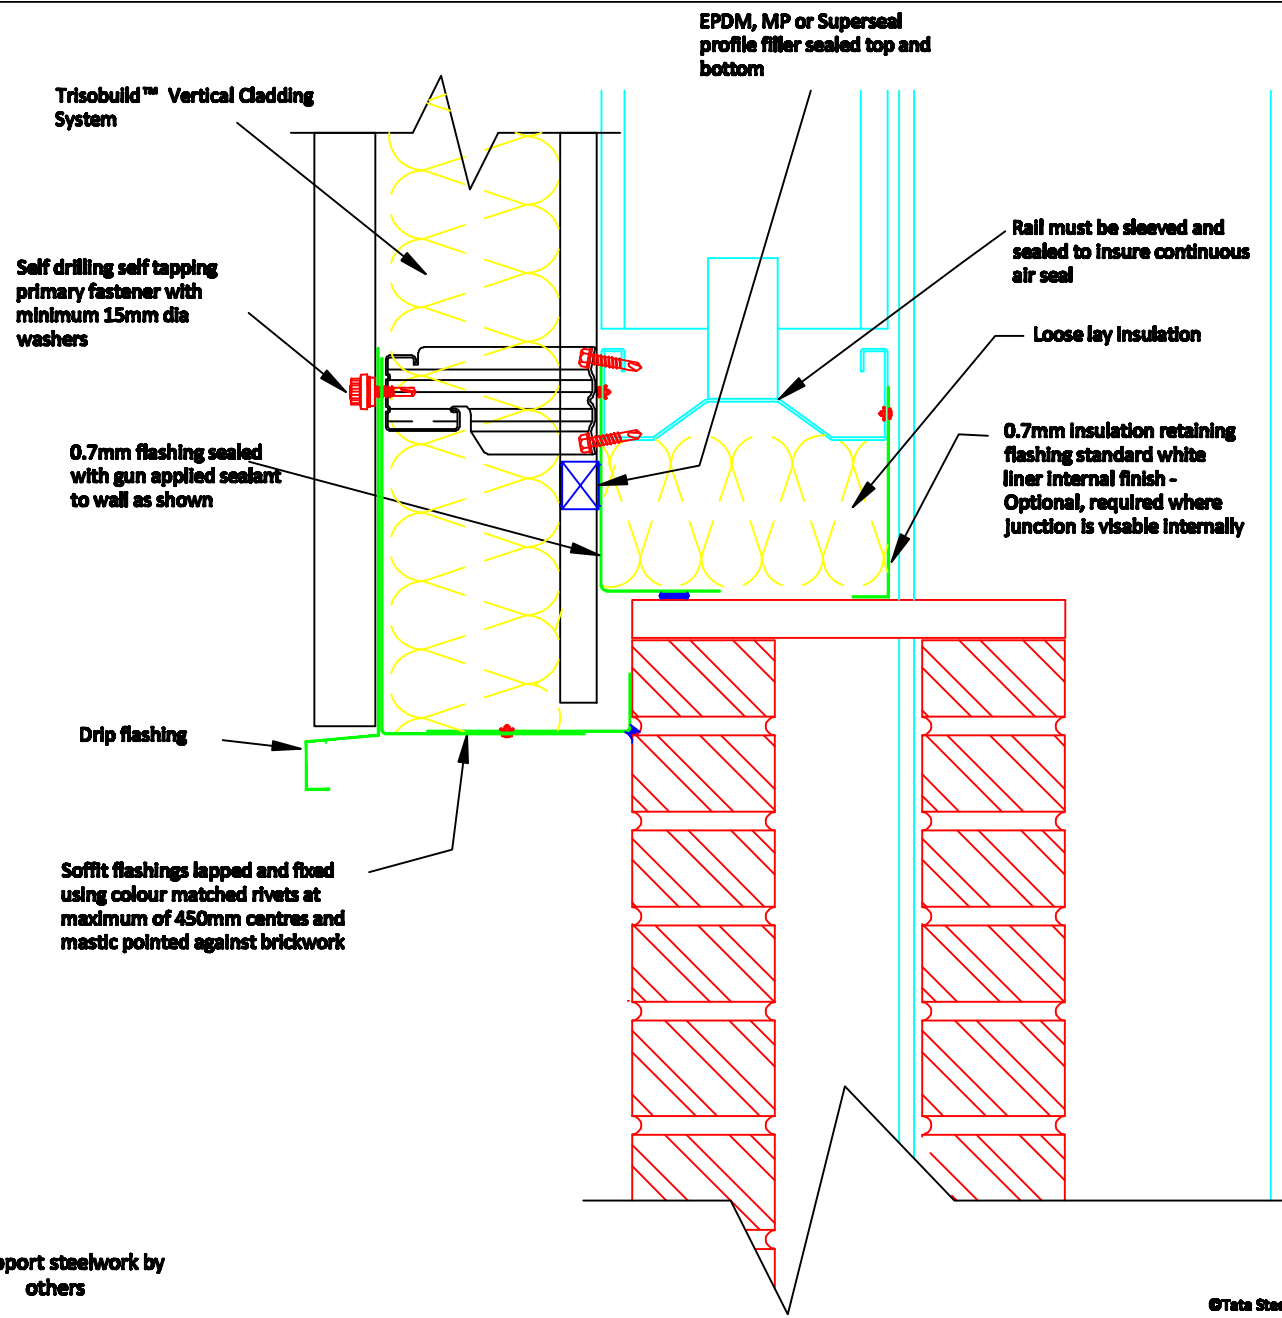 EPDM, MP or Superseal
profile filler sealed top and
bottom
Trisobuild™ Vertical Cladding
System
Rail must be sleeved and
sealed to insure continuous
air seal
Self drilling self tapping
primary fastener with
minimum 15mm dia
washers
Loose lay insulation
0.7mm flashing sealed
with gun applied sealant
to wall as shown
0.7mm insulation retaining
flashing standard white
liner internal finish -
Optional, required where
junction is visable internally
Drip flashing
Soffit flashings lapped and fixed
using colour matched rivets at
maximum of 450mm centres and
mastic pointed against brickwork
pport steelwork by
others
©Tata Stee